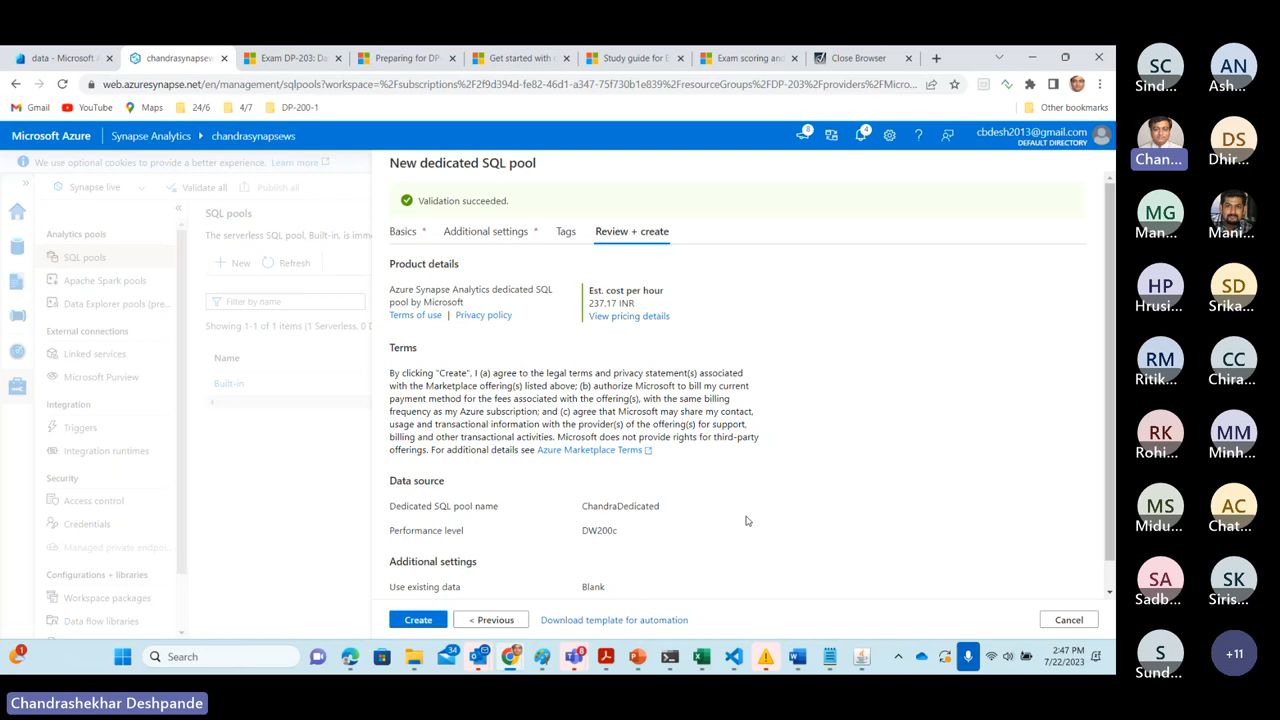 data - Microsoft A
chandrasynapsew
Exam DP-203: Da
Preparing for DP-
Get started with
Study guide for E
Exam scoring an
Close Browser
web.azuresynapse.net/en/management/sqlpools?workspace=%2Fsubscriptions%2F2f9d394d-fe82-46d1-a347-75f730b1e839%2FresourceGroups%2FDP-203%2Fproviders%2FMicro...
Gmail
YouTube
Maps
24/6
4/7
DP-200-1
Other bookmarks
Microsoft Azure
Synapse Analytics
chandrasynapsews
8
4
cbdesh2013@gmail.com
DEFAULT DIRECTORY
We use optional cookies to provide a better experience. Learn more
Synapse live
Validate all
Publish all
Analytics pools
SQL pools
Apache Spark pools
Data Explorer pools (pre...
External connections
Linked services
Microsoft Purview
Integration
Triggers
Integration runtimes
Security
Access control
Credentials
Managed private endpoi...
Configurations + libraries
Workspace packages
Data flow libraries
SQL pools
The serverless SQL pool, Built-in, is imme
New
Refresh
Filter by name
Showing 1-1 of 1 items (1 Serverless, 0 D
Name
Built-in
New dedicated SQL pool
Validation succeeded.
Basics *
Additional settings *
Tags
Review + create
Product details
Azure Synapse Analytics dedicated SQL
pool by Microsoft
Terms of use | Privacy policy
Est. cost per hour
237.17 INR
View pricing details
Terms
By clicking "Create", I (a) agree to the legal terms and privacy statement(s) associated
with the Marketplace offering(s) listed above; (b) authorize Microsoft to bill my current
payment method for the fees associated with the offering(s), with the same billing
frequency as my Azure subscription; and (c) agree that Microsoft may share my contact,
usage and transactional information with the provider(s) of the offering(s) for support,
billing and other transactional activities. Microsoft does not provide rights for third-party
offerings. For additional details see Azure Marketplace Terms
Data source
Dedicated SQL pool name
ChandraDedicated
Performance level
DW200c
Additional settings
Use existing data
Blank
Create
< Previous
Download template for automation
Cancel
1
Search
34
8
2:47 PM
7/22/2023
Chandrashekhar Deshpande
SC
Sind...
AN
Ash...
Chan...
DS
Dhir...
MG
Man...
Mani...
HP
Hrusi...
SD
Srika...
RM
Ritik...
CC
Chira...
RK
Rohi...
MM
Minh...
MS
Midu...
AC
Chat...
SA
Sadb...
SK
Siris...
S
Sund...
+11